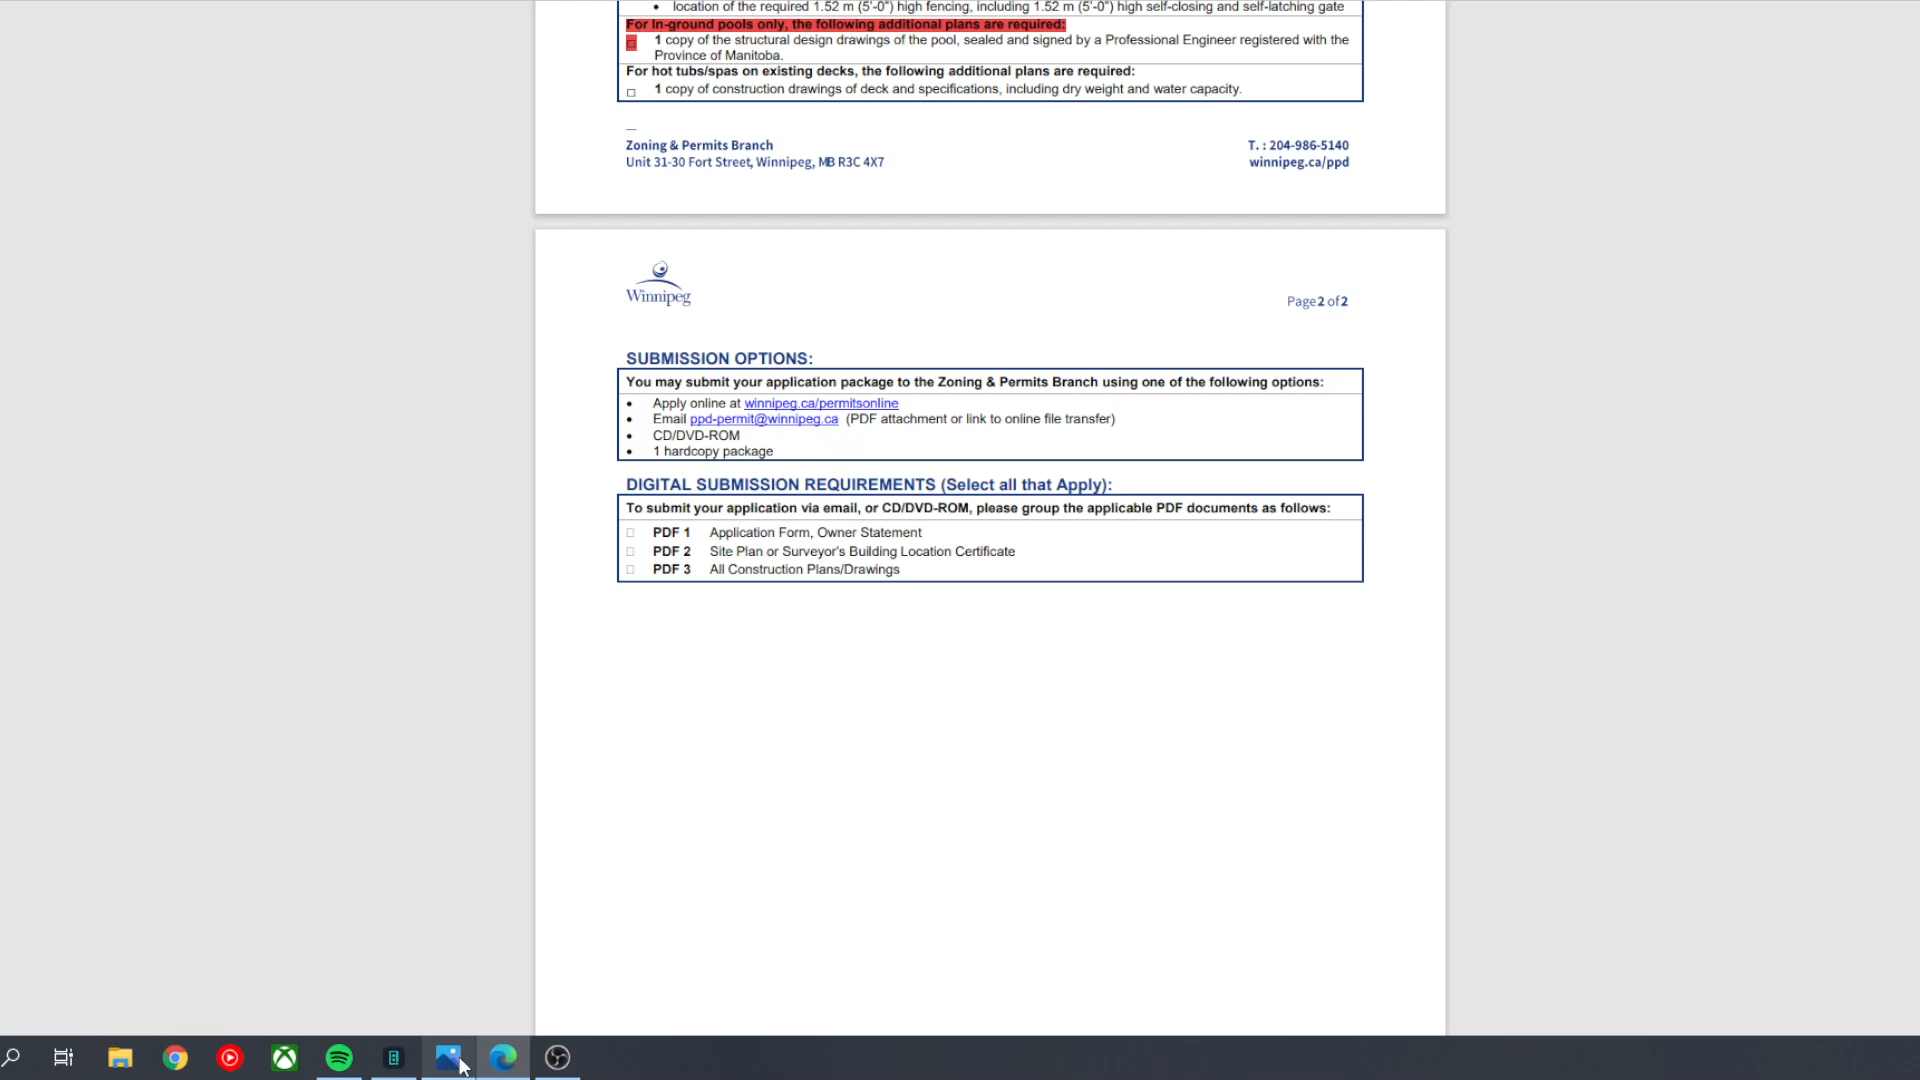 • location of the required 1.52 m (5'-0") high fencing, including 1.52 m (5'-0") high self-closing and self-latching gate
For In-ground pools only, the following additional plans are required:
□ 1 copy of the structural design drawings of the pool, sealed and signed by a Professional Engineer registered with the
Province of Manitoba.
For hot tubs/spas on existing decks, the following additional plans are required:
□ 1 copy of construction drawings of deck and specifications, including dry weight and water capacity.
Zoning & Permits Branch
Unit 31-30 Fort Street, Winnipeg, MB R3C 4X7
T. : 204-986-5140
winnipeg.ca/ppd
Winnipeg
Page 2 of 2
SUBMISSION OPTIONS:
You may submit your application package to the Zoning & Permits Branch using one of the following options:
• Apply online at winnipeg.ca/permitsonline
• Email ppd-permit@winnipeg.ca (PDF attachment or link to online file transfer)
• CD/DVD-ROM
• 1 hardcopy package
DIGITAL SUBMISSION REQUIREMENTS (Select all that Apply):
To submit your application via email, or CD/DVD-ROM, please group the applicable PDF documents as follows:
□ PDF 1 Application Form, Owner Statement
□ PDF 2 Site Plan or Surveyor's Building Location Certificate
□ PDF 3 All Construction Plans/Drawings